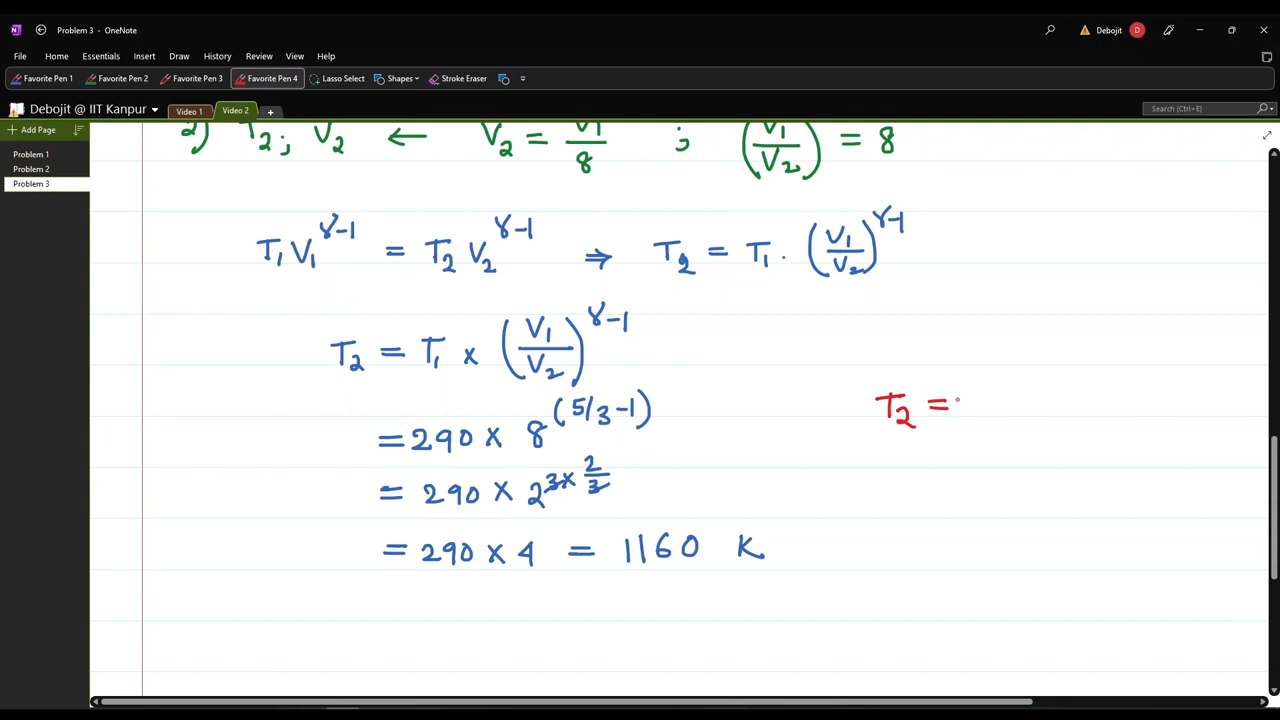 Problem 3 - OneNote
Debojit D
File Home Essentials Insert Draw History Review View Help
Favorite Pen 1 Favorite Pen 2 Favorite Pen 3 Favorite Pen 4 Lasso Select Shapes Stroke Eraser
Debojit @ IIT Kanpur Video 1 Video 2 + Search (Ctrl+E)
+ Add Page
Problem 1
Problem 2
Problem 3
2) T₂; V₂ ← V₂ = V₁/8 ; (V₁/V₂) = 8
T₁V₁^(γ-1) = T₂V₂^(γ-1) ⇒ T₂ = T₁ . (V₁/V₂)^(γ-1)
T₂ = T₁ × (V₁/V₂)^(γ-1)
= 290 × 8^(5/3 -1)
= 290 × 2^(3× 2/3)
= 290 × 4 = 1160 K
T₂ =